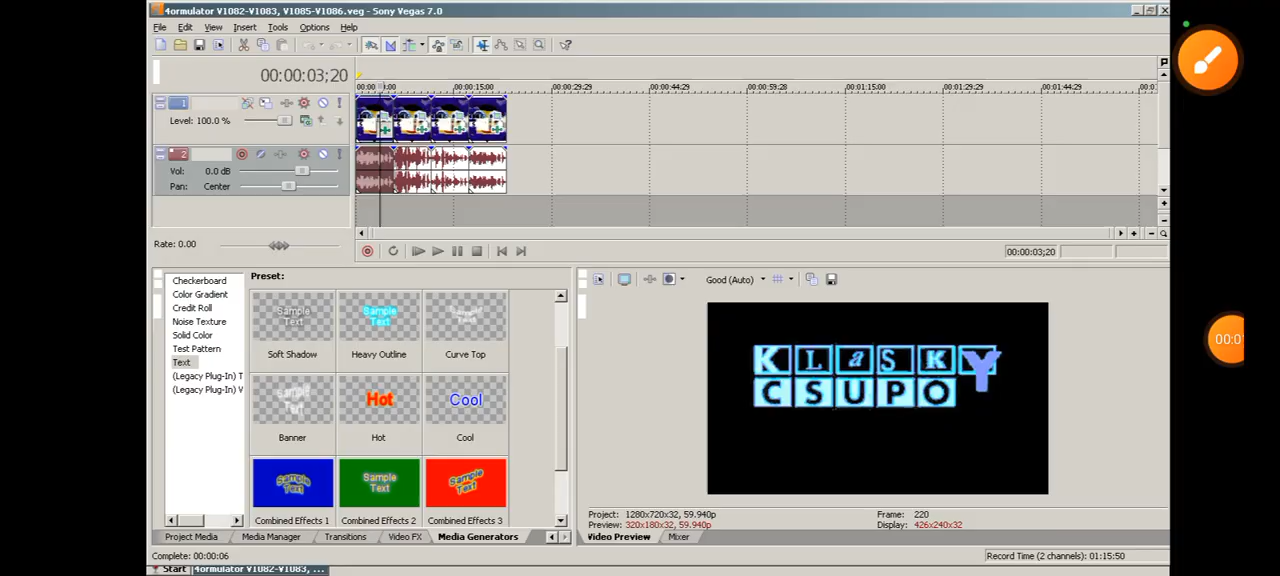 4ormulator V1082-V1083, V1085-V1086.veg - Sony Vegas 7.0
File Edit View Insert Tools Options Help
00:00:03;20
00:00:15:00 00:00:29:29 00:00:44:29 00:00:59:28 00:01:15:00 00:01:29:29 00:01:44:29
1
Level: 100.0 %
2
Vol: 0.0 dB
Pan: Center
Rate: 0.00
00:00:03;20
Checkerboard
Color Gradient
Credit Roll
Noise Texture
Solid Color
Test Pattern
Text
(Legacy Plug-In) T
(Legacy Plug-In) V
Preset:
Sample Text
Sample Text
Sample Text
Soft Shadow Heavy Outline Curve Top
Sample Text
Hot
Cool
Banner Hot Cool
Sample Text
Sample Text
Sample Text
Combined Effects 1 Combined Effects 2 Combined Effects 3
Project Media Media Manager Transitions Video FX Media Generators
Good (Auto)
KLaSKY
CSUPO
Project: 1280x720x32, 59.940p Frame: 220
Preview: 320x180x32, 59.940p Display: 426x240x32
Video Preview Mixer
Complete: 00:00:06
Record Time (2 channels): 01:15:50
Start 4ormulator V1082-V1083, ...